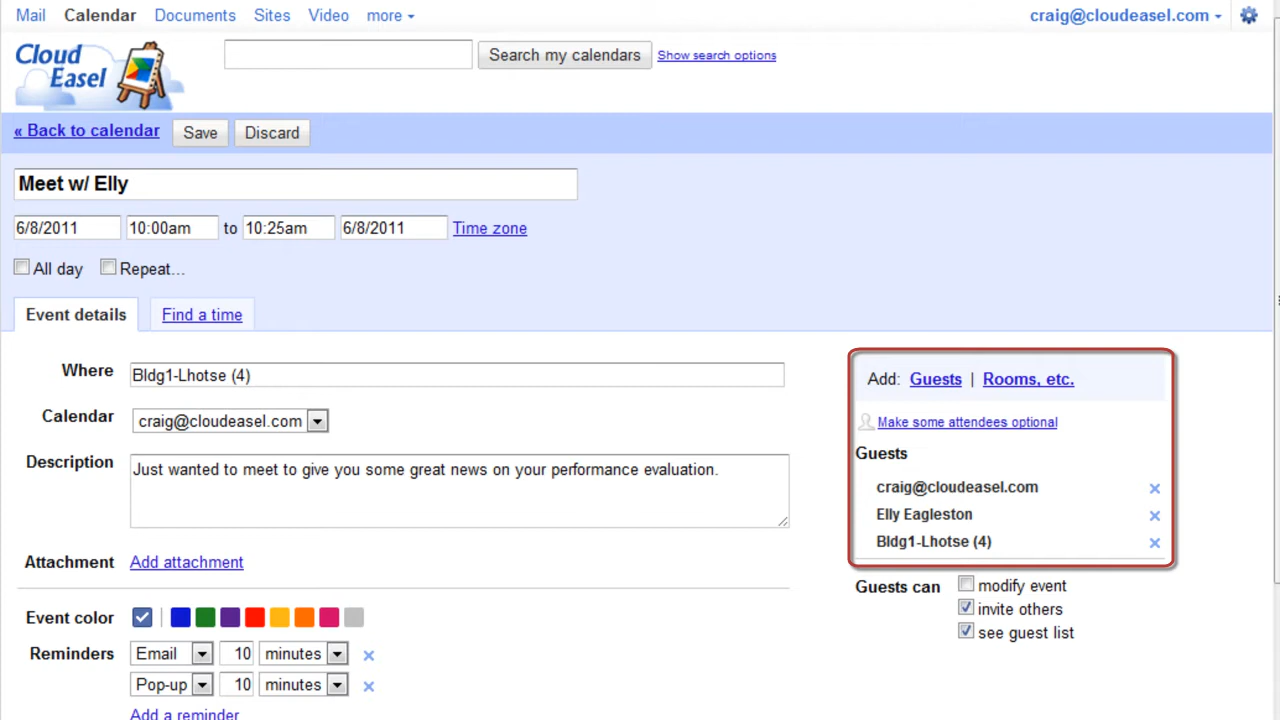 Mail Calendar Documents Sites Video more craig@cloudeasel.com
Cloud Easel
Search my calendars Show search options
« Back to calendar Save Discard
Meet w/ Elly
6/8/2011 10:00am to 10:25am 6/8/2011 Time zone
All day Repeat...
Event details Find a time
Where Bldg1-Lhotse (4)
Calendar craig@cloudeasel.com
Description Just wanted to meet to give you some great news on your performance evaluation.
Attachment Add attachment
Event color
Reminders Email 10 minutes
Pop-up 10 minutes
Add a reminder
Add: Guests | Rooms, etc.
Make some attendees optional
Guests
craig@cloudeasel.com
Elly Eagleston
Bldg1-Lhotse (4)
Guests can modify event
invite others
see guest list